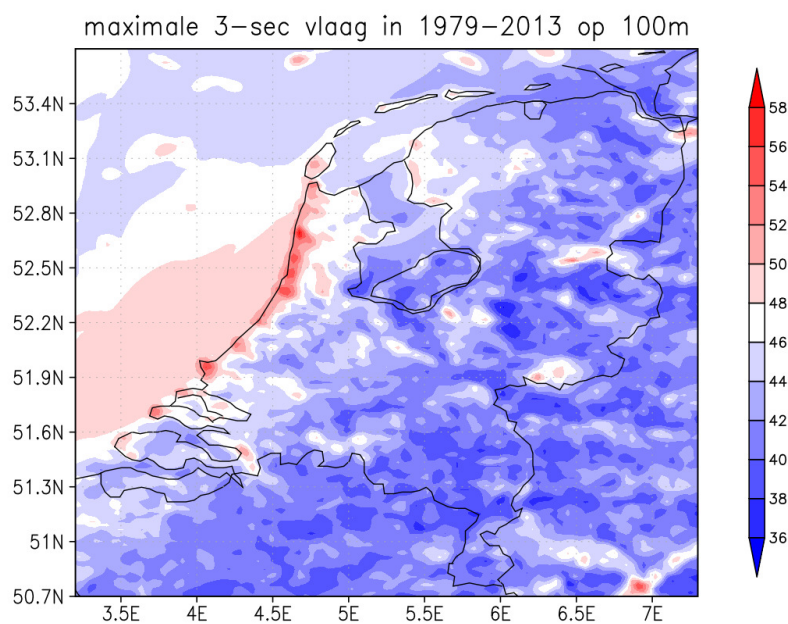 maximale 3-sec vlaag in 1979-2013 op 100m
53.4N
53.1N
52.8N
52.5N
52.2N
51.9N
51.6N
51.3N
51N
50.7N
3.5E 4E 4.5E 5E 5.5E 6E 6.5E 7E
58
56
54
52
50
48
46
44
42
40
38
36